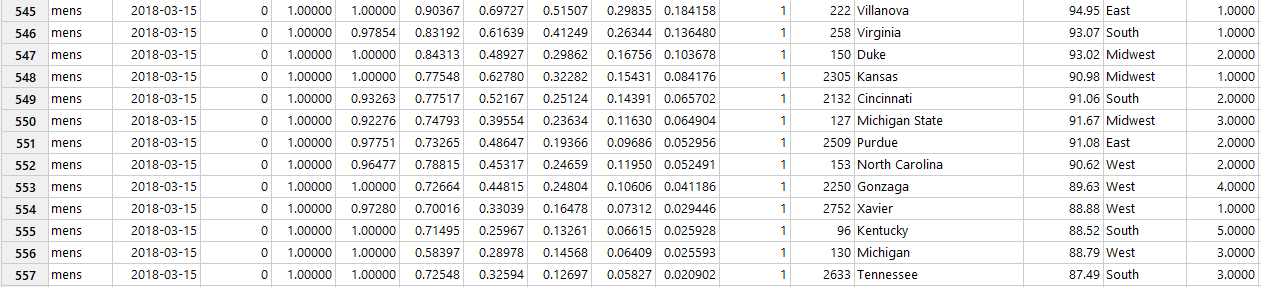 545 mens 2018-03-15 0 1.00000 1.00000 0.90367 0.69727 0.51507 0.29835 0.184158 1 222 Villanova 94.95 East 1.0000
546 mens 2018-03-15 0 1.00000 0.97854 0.83192 0.61639 0.41249 0.26344 0.136480 1 258 Virginia 93.07 South 1.0000
547 mens 2018-03-15 0 1.00000 1.00000 0.84313 0.48927 0.29862 0.16756 0.103678 1 150 Duke 93.02 Midwest 2.0000
548 mens 2018-03-15 0 1.00000 1.00000 0.77548 0.62780 0.32282 0.15431 0.084176 1 2305 Kansas 90.98 Midwest 1.0000
549 mens 2018-03-15 0 1.00000 0.93263 0.77517 0.52167 0.25124 0.14391 0.065702 1 2132 Cincinnati 91.06 South 2.0000
550 mens 2018-03-15 0 1.00000 0.92276 0.74793 0.39554 0.23634 0.11630 0.064904 1 127 Michigan State 91.67 Midwest 3.0000
551 mens 2018-03-15 0 1.00000 0.97751 0.73265 0.48647 0.19366 0.09686 0.052956 1 2509 Purdue 91.08 East 2.0000
552 mens 2018-03-15 0 1.00000 0.96477 0.78815 0.45317 0.24659 0.11950 0.052491 1 153 North Carolina 90.62 West 2.0000
553 mens 2018-03-15 0 1.00000 1.00000 0.72664 0.44815 0.24804 0.10606 0.041186 1 2250 Gonzaga 89.63 West 4.0000
554 mens 2018-03-15 0 1.00000 0.97280 0.70016 0.33039 0.16478 0.07312 0.029446 1 2752 Xavier 88.88 West 1.0000
555 mens 2018-03-15 0 1.00000 1.00000 0.71495 0.25967 0.13261 0.06615 0.025928 1 96 Kentucky 88.52 South 5.0000
556 mens 2018-03-15 0 1.00000 1.00000 0.58397 0.28978 0.14568 0.06409 0.025593 1 130 Michigan 88.79 West 3.0000
557 mens 2018-03-15 0 1.00000 1.00000 0.72548 0.32594 0.12697 0.05827 0.020902 1 2633 Tennessee 87.49 South 3.0000